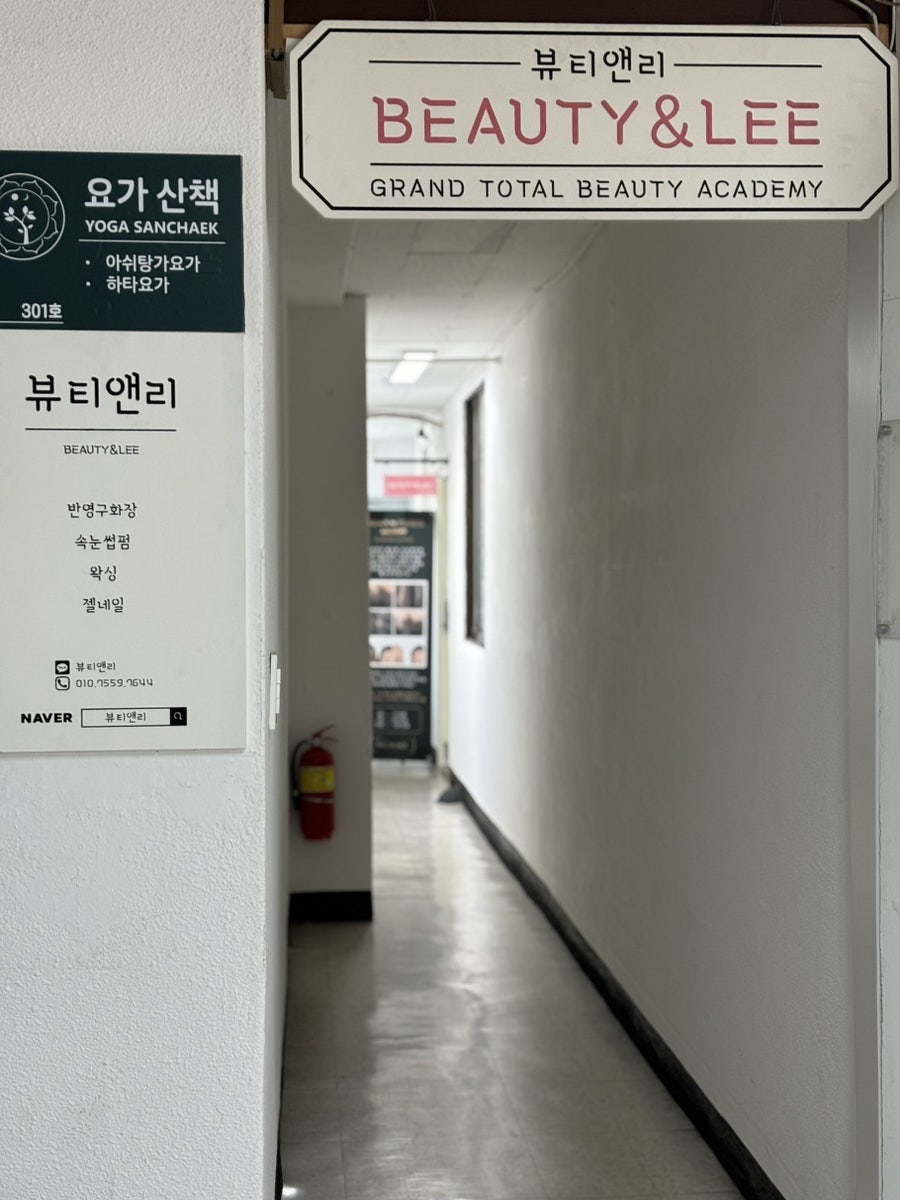 뷰티앤리
BEAUTY&LEE
GRAND TOTAL BEAUTY ACADEMY
요가 산책
YOGA SANCHAEK
• 아쉬탕가요가
• 하타요가
301호
뷰티앤리
BEAUTY&LEE
반영구화장
속눈썹펌
왁싱
젤네일
뷰티앤리
010.7559.7644
NAVER 뷰티앤리